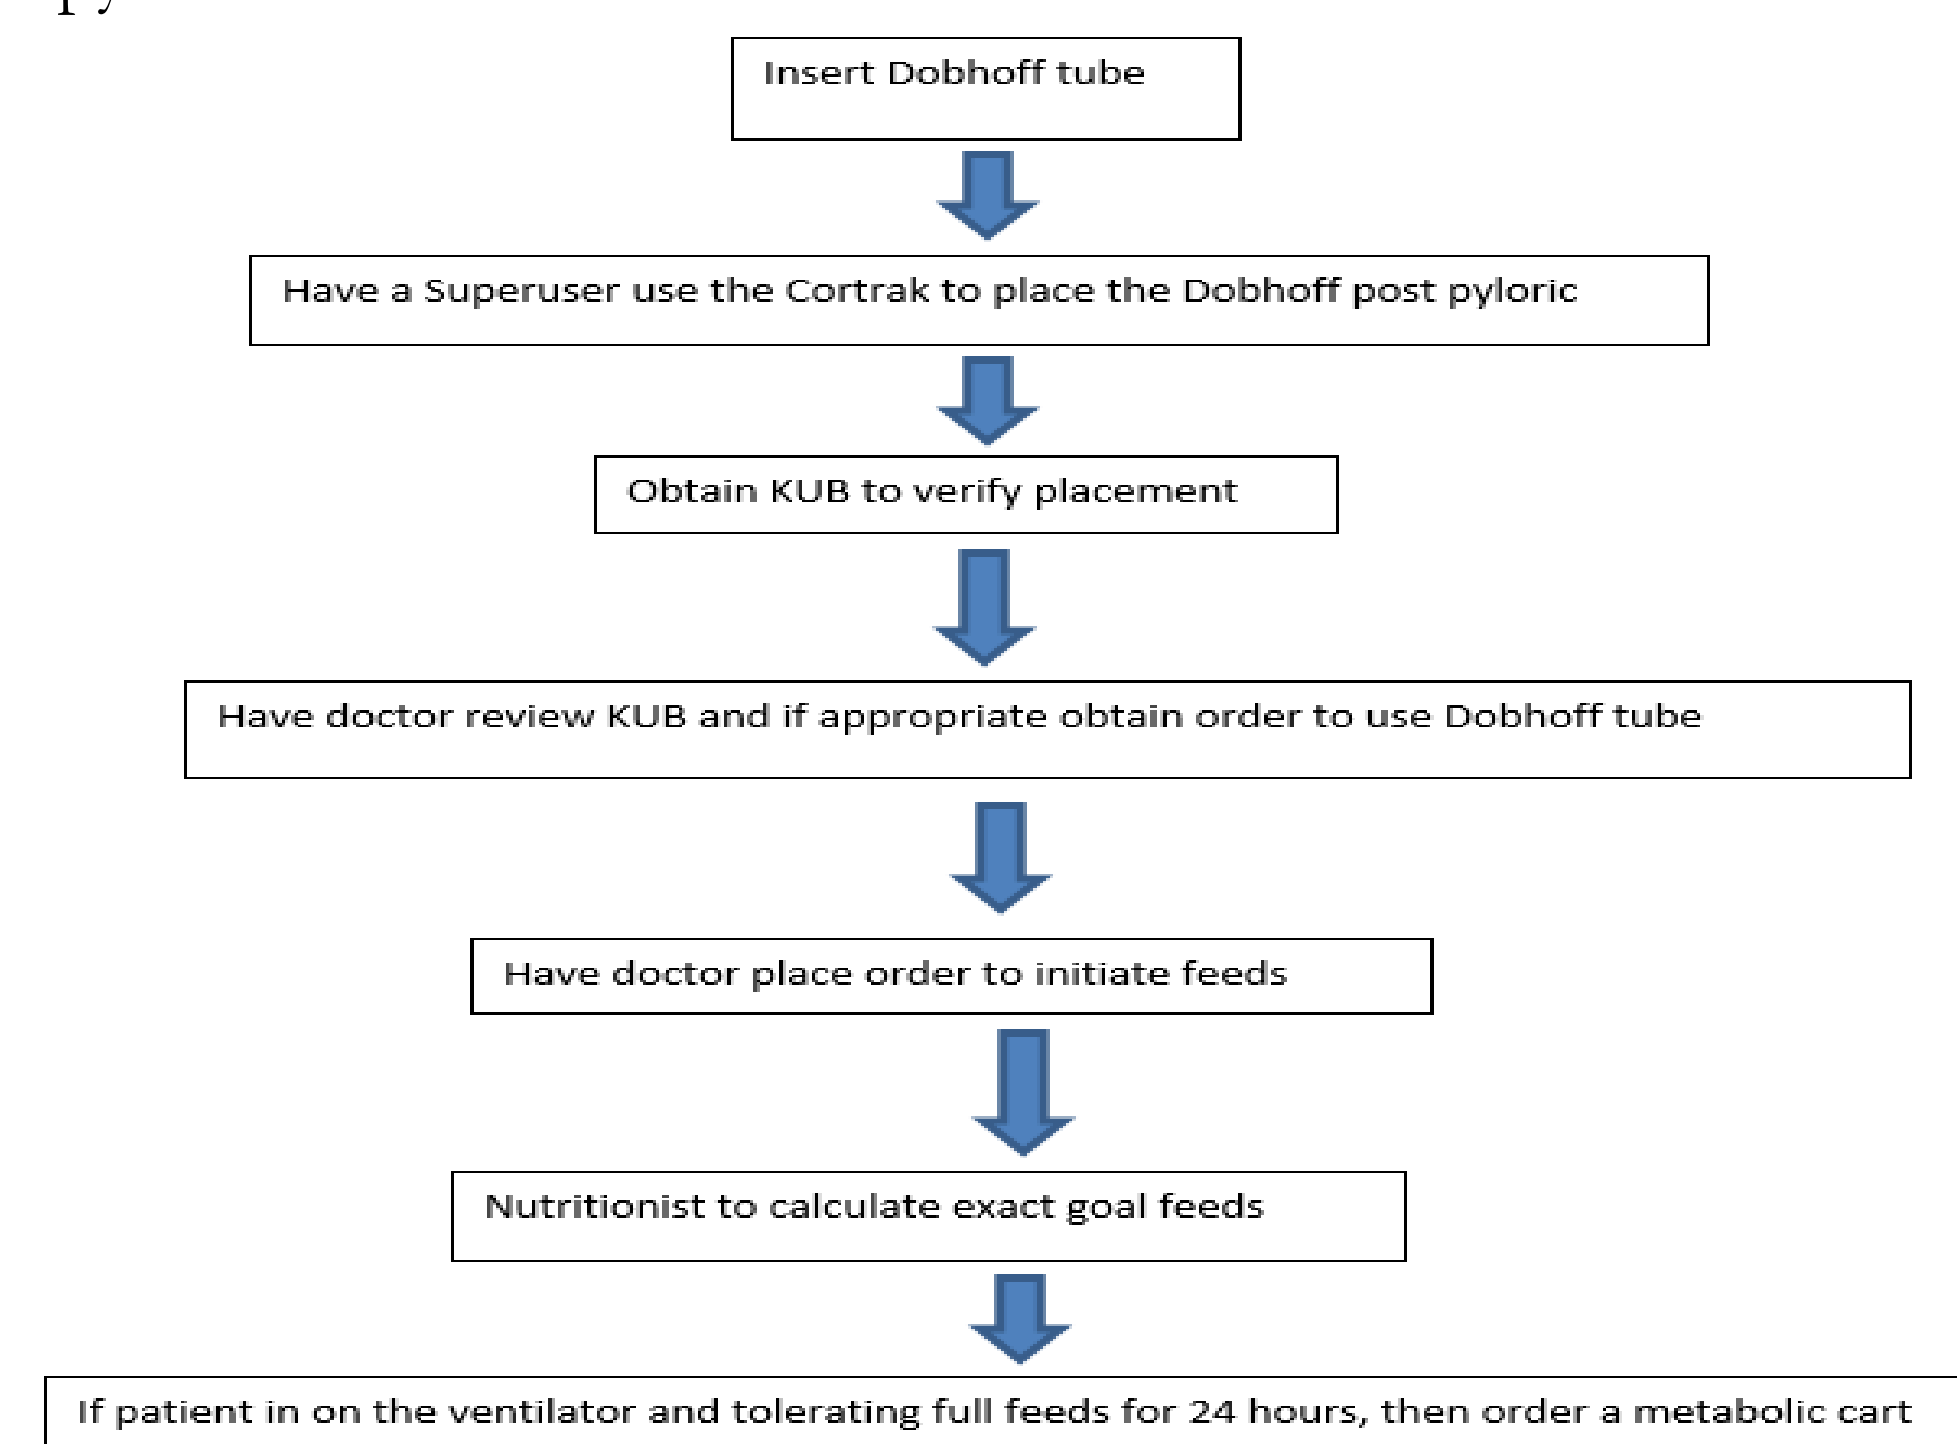 py
Insert Dobhoff tube
Have a Superuser use the Cortrak to place the Dobhoff post pyloric
Obtain KUB to verify placement
Have doctor review KUB and if appropriate obtain order to use Dobhoff tube
Have doctor place order to initiate feeds
Nutritionist to calculate exact goal feeds
If patient in on the ventilator and tolerating full feeds for 24 hours, then order a metabolic cart